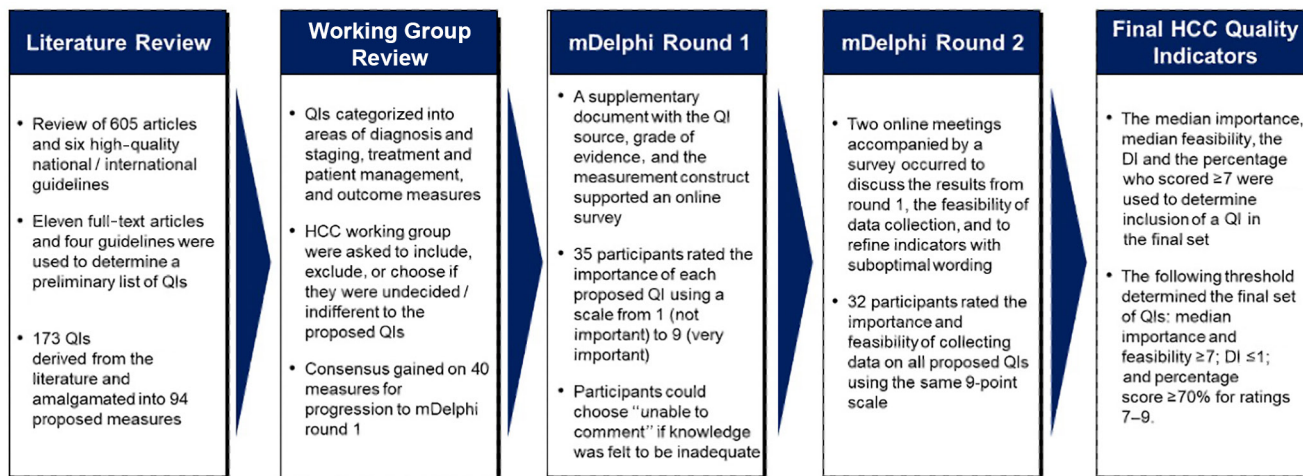 Literature Review
• Review of 605 articles
and six high-quality
national / international
guidelines
• Eleven full-text articles
and four guidelines were
used to determine a
preliminary list of QIs
• 173 QIs
derived from the
literature and
amalgamated into 94
proposed measures
Working Group
Review
• QIs categorized into
areas of diagnosis and
staging, treatment and
patient management,
and outcome measures
• HCC working group
were asked to include,
exclude, or choose if
they were undecided /
indifferent to the
proposed QIs
• Consensus gained on 40
measures for
progression to mDelphi
round 1
mDelphi Round 1
• A supplementary
document with the QI
source, grade of
evidence, and the
measurement construct
supported an online
survey
• 35 participants rated the
importance of each
proposed QI using a
scale from 1 (not
important) to 9 (very
important)
• Participants could
choose "unable to
comment" if knowledge
was felt to be inadequate
mDelphi Round 2
• Two online meetings
accompanied by a
survey occurred to
discuss the results from
round 1, the feasibility of
data collection, and to
refine indicators with
suboptimal wording
• 32 participants rated the
importance and
feasibility of collecting
data on all proposed QIs
using the same 9-point
scale
Final HCC Quality
Indicators
• The median importance,
median feasibility, the
DI and the percentage
who scored ≥7 were
used to determine
inclusion of a QI in
the final set
• The following threshold
determined the final set
of QIs: median
importance and
feasibility ≥7; DI ≤1;
and percentage
score ≥70% for ratings
7–9.